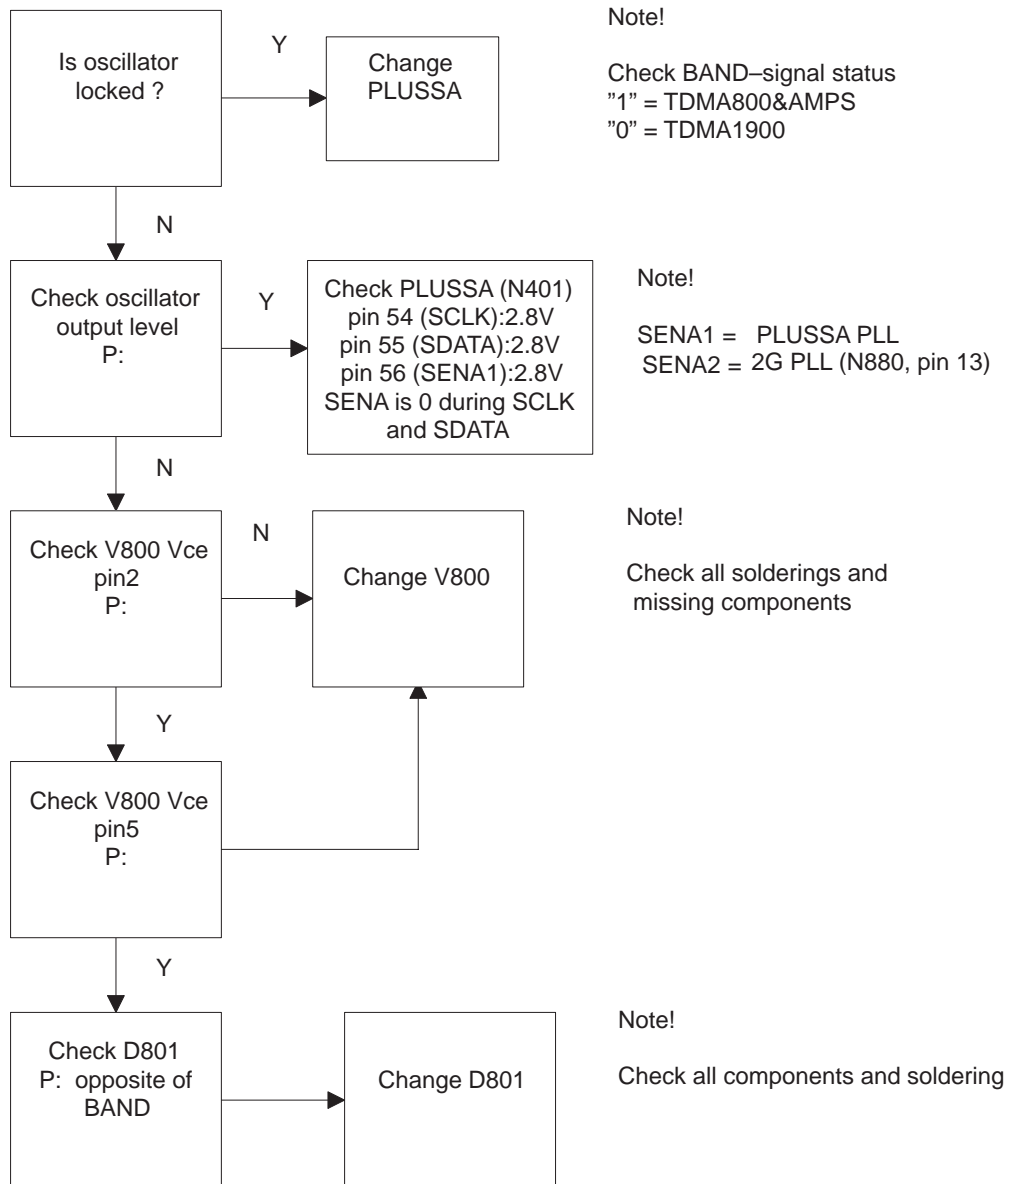 Is oscillator
locked ?
Y
Change
PLUSSA
Note!
Check BAND–signal status
”1” = TDMA800&AMPS
”0” = TDMA1900
N
Check oscillator
output level
P:
Y
Check PLUSSA (N401)
pin 54 (SCLK):2.8V
pin 55 (SDATA):2.8V
pin 56 (SENA1):2.8V
SENA is 0 during SCLK
and SDATA
Note!
SENA1 = PLUSSA PLL
SENA2 = 2G PLL (N880, pin 13)
N
Check V800 Vce
pin2
P:
N
Change V800
Note!
Check all solderings and
missing components
Y
Check V800 Vce
pin5
P:
Y
Check D801
P: opposite of
BAND
Change D801
Note!
Check all components and soldering